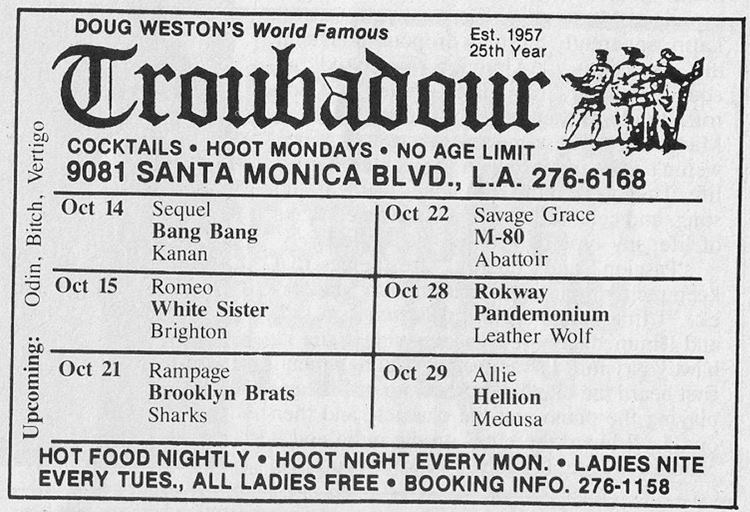 DOUG WESTON'S World Famous
Est. 1957
25th Year
Troubadour
COCKTAILS • HOOT MONDAYS • NO AGE LIMIT
9081 SANTA MONICA BLVD., L.A. 276-6168
Upcoming: Odin, Bitch, Vertigo
Oct 14 Sequel
Bang Bang
Kanan
Oct 15 Romeo
White Sister
Brighton
Oct 21 Rampage
Brooklyn Brats
Sharks
Oct 22 Savage Grace
M-80
Abattoir
Oct 28 Rokway
Pandemonium
Leather Wolf
Oct 29 Allie
Hellion
Medusa
HOT FOOD NIGHTLY • HOOT NIGHT EVERY MON. • LADIES NITE
EVERY TUES., ALL LADIES FREE • BOOKING INFO. 276-1158